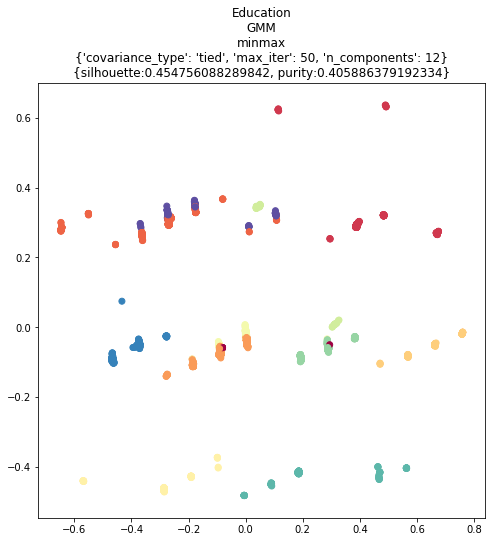 Education
GMM
minmax
{'covariance_type': 'tied', 'max_iter': 50, 'n_components': 12}
{silhouette:0.454756088289842, purity:0.405886379192334}
0.6
0.4
0.2
0.0
−0.2
−0.4
−0.6 −0.4 −0.2 0.0 0.2 0.4 0.6 0.8